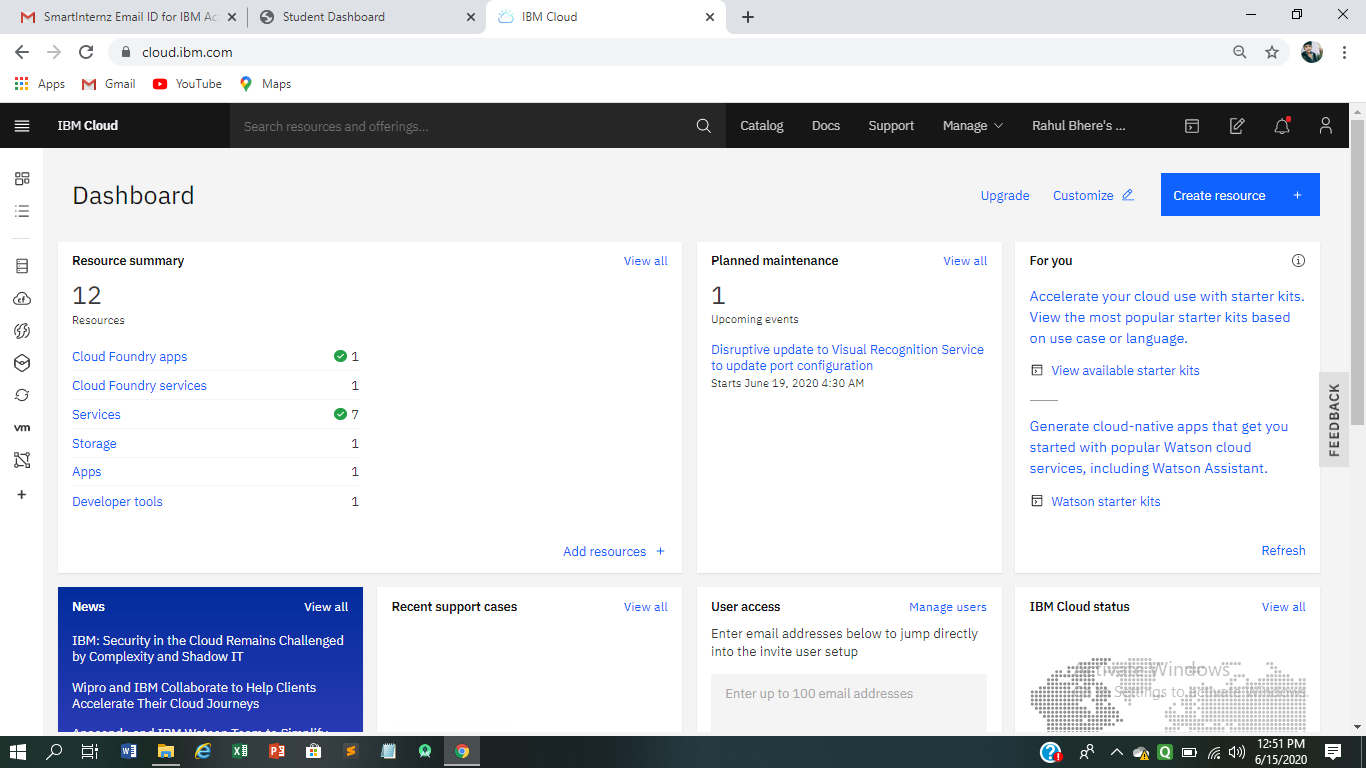 SmartInternz Email ID for IBM Ac
Student Dashboard
IBM Cloud
cloud.ibm.com
Apps
Gmail
YouTube
Maps
IBM Cloud
Search resources and offerings...
Catalog
Docs
Support
Manage
Rahul Bhere's ...
Dashboard
Upgrade
Customize
Create resource +
Resource summary
View all
12
Resources
Cloud Foundry apps 1
Cloud Foundry services 1
Services 7
Storage 1
Apps 1
Developer tools 1
Add resources +
Planned maintenance
View all
1
Upcoming events
Disruptive update to Visual Recognition Service
to update port configuration
Starts June 19, 2020 4:30 AM
For you
Accelerate your cloud use with starter kits.
View the most popular starter kits based
on use case or language.
View available starter kits
Generate cloud-native apps that get you
started with popular Watson cloud
services, including Watson Assistant.
Watson starter kits
Refresh
FEEDBACK
cf
vm
News
View all
IBM: Security in the Cloud Remains Challenged
by Complexity and Shadow IT
Wipro and IBM Collaborate to Help Clients
Accelerate Their Cloud Journeys
Anaconda and IBM Watson Team to Simplify
Recent support cases
View all
User access
Manage users
Enter email addresses below to jump directly
into the invite user setup
Enter up to 100 email addresses
IBM Cloud status
View all
Activate Windows
Go to Settings to activate Windows.
12:51 PM
6/15/2020